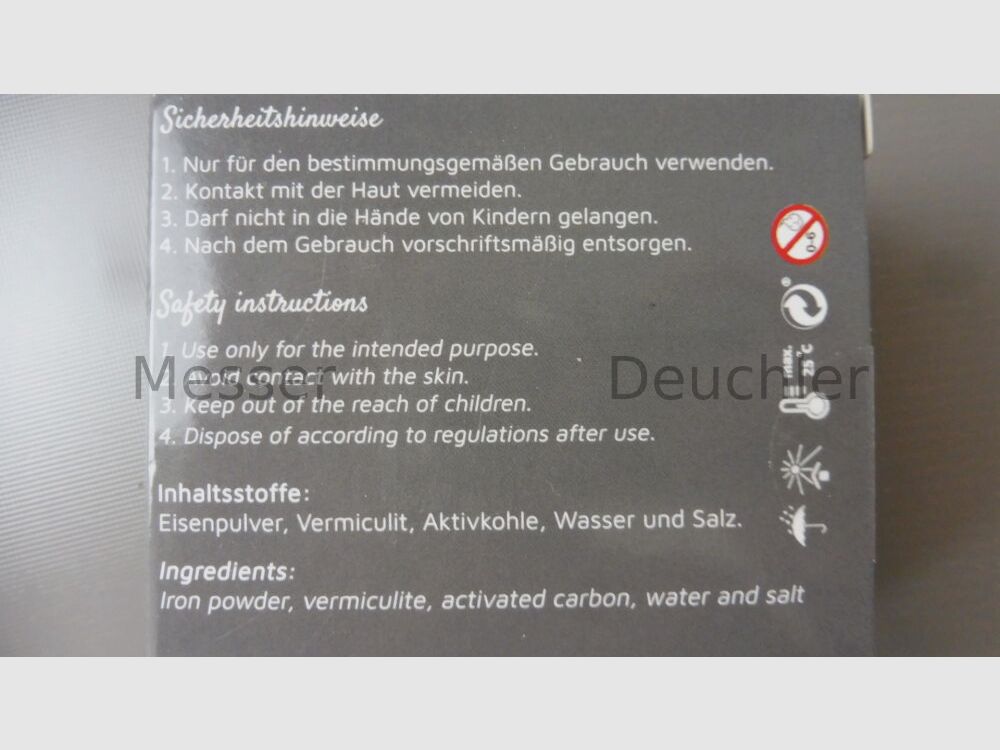 Sicherheitshinweise
1. Nur für den bestimmungsgemäßen Gebrauch verwenden.
2. Kontakt mit der Haut vermeiden.
3. Darf nicht in die Hände von Kindern gelangen.
4. Nach dem Gebrauch vorschriftsmäßig entsorgen.
0-6
Safety instructions
1. Use only for the intended purpose.
Avoid contact with the skin.
3. Keep out of the reach of children.
4. Dispose of according to regulations after use.
max.
25°C
Messer Deuchler
Inhaltsstoffe:
Eisenpulver, Vermiculit, Aktivkohle, Wasser und Salz.
Ingredients:
Iron powder, vermiculite, activated carbon, water and salt